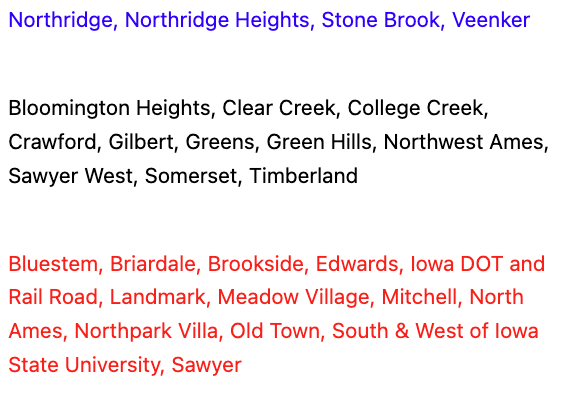 Northridge, Northridge Heights, Stone Brook, Veenker
Bloomington Heights, Clear Creek, College Creek,
Crawford, Gilbert, Greens, Green Hills, Northwest Ames,
Sawyer West, Somerset, Timberland
Bluestem, Briardale, Brookside, Edwards, Iowa DOT and
Rail Road, Landmark, Meadow Village, Mitchell, North
Ames, Northpark Villa, Old Town, South & West of Iowa
State University, Sawyer